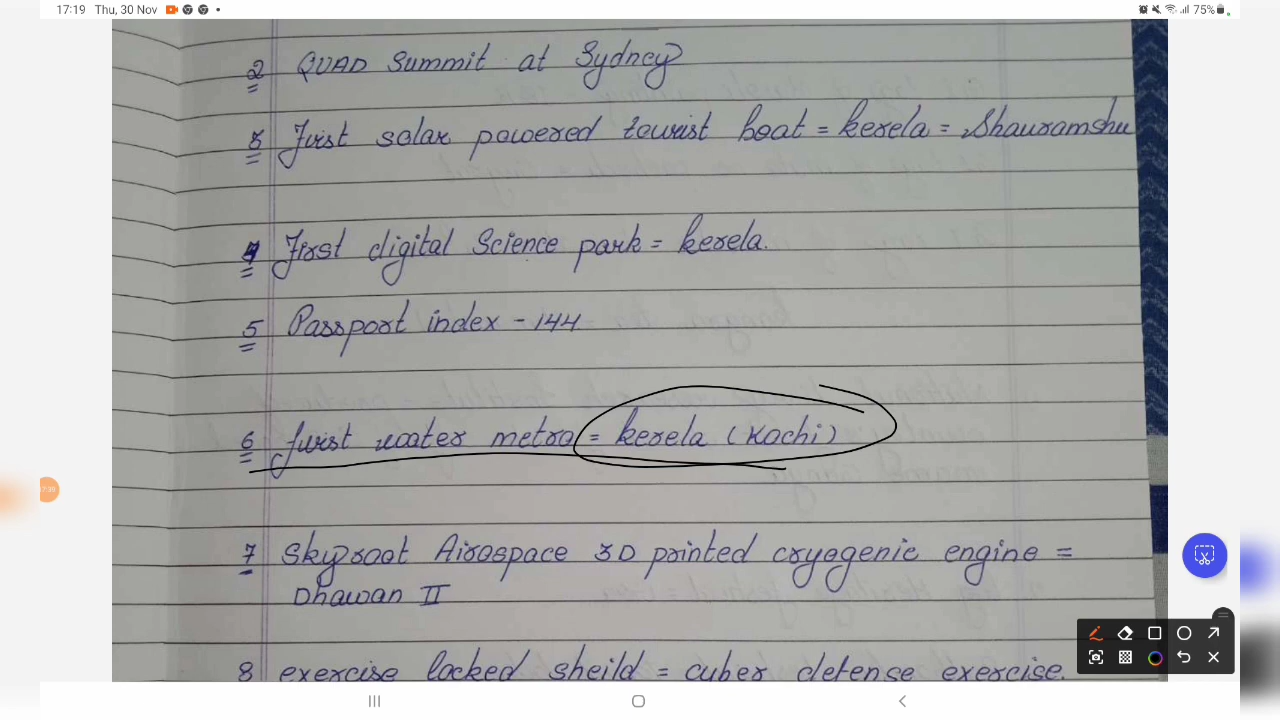 17:19 Thu, 30 Nov
75%
2 QUAD Summit at Sydney
3 First solar powered tourist boat = kerela = Shauramshu
4 First digital Science park = kerela.
5 Passport index - 144
6 first water metro = kerela (Kochi)
7 Skyroot Airospace 3D printed cryogenic engine =
Dhawan II
8 exercise locked sheild = cyber defense exercise.